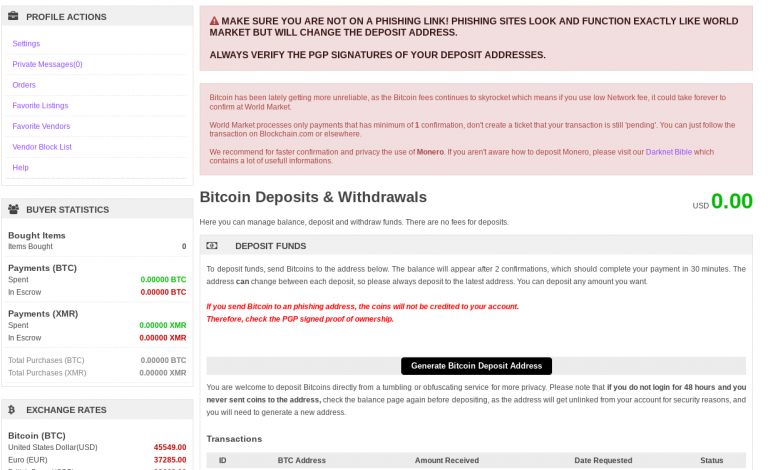 PROFILE ACTIONS
Settings
Private Messages(0)
Orders
Favorite Listings
Favorite Vendors
Vendor Block List
Help
BUYER STATISTICS
Bought Items
Items Bought 0
Payments (BTC)
Spent 0.00000 BTC
In Escrow 0.00000 BTC
Payments (XMR)
Spent 0.00000 XMR
In Escrow 0.00000 XMR
Total Purchases (BTC) 0.00000 BTC
Total Purchases (XMR) 0.00000 XMR
EXCHANGE RATES
Bitcoin (BTC)
United States Dollar(USD) 45549.00
Euro (EUR) 37285.00
MAKE SURE YOU ARE NOT ON A PHISHING LINK! PHISHING SITES LOOK AND FUNCTION EXACTLY LIKE WORLD
MARKET BUT WILL CHANGE THE DEPOSIT ADDRESS.
ALWAYS VERIFY THE PGP SIGNATURES OF YOUR DEPOSIT ADDRESSES.
Bitcoin has been lately getting more unreliable, as the Bitcoin fees continues to skyrocket which means if you use low Network fee, it could take forever to
confirm at World Market.
World Market processes only payments that has minimum of 1 confirmation, don't create a ticket that your transaction is still 'pending'. You can just follow the
transaction on Blockchain.com or elsewhere.
We recommend for faster confirmation and privacy the use of Monero. If you aren't aware how to deposit Monero, please visit our Darknet Bible which
contains a lot of usefull informations.
Bitcoin Deposits & Withdrawals
USD 0.00
Here you can manage balance, deposit and withdraw funds. There are no fees for deposits.
DEPOSIT FUNDS
To deposit funds, send Bitcoins to the address below. The balance will appear after 2 confirmations, which should complete your payment in 30 minutes. The
address can change between each deposit, so please always deposit to the latest address. You can deposit any amount you want.
If you send Bitcoin to an phishing address, the coins will not be credited to your account.
Therefore, check the PGP signed proof of ownership.
Generate Bitcoin Deposit Address
You are welcome to deposit Bitcoins directly from a tumbling or obfuscating service for more privacy. Please note that if you do not login for 48 hours and you
never sent coins to the address, check the balance page again before depositing, as the address will get unlinked from your account for security reasons, and
you will need to generate a new address.
Transactions
ID BTC Address Amount Received Date Requested Status